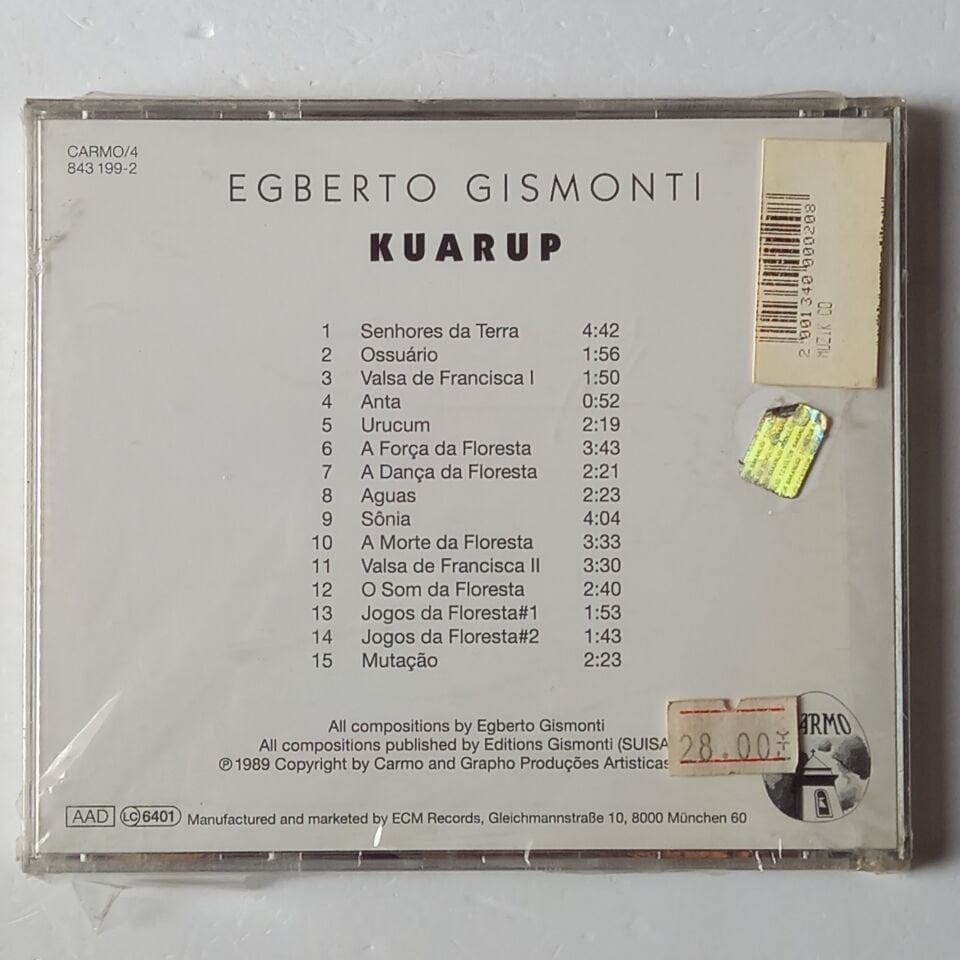 CARMO/4
843 199-2
EGBERTO GISMONTI
KUARUP
1 Senhores da Terra 4:42
2 Ossuário 1:56
3 Valsa de Francisca I 1:50
4 Anta 0:52
5 Urucum 2:19
6 A Força da Floresta 3:43
7 A Dança da Floresta 2:21
8 Aguas 2:23
9 Sônia 4:04
10 A Morte da Floresta 3:33
11 Valsa de Francisca II 3:30
12 O Som da Floresta 2:40
13 Jogos da Floresta#1 1:53
14 Jogos da Floresta#2 1:43
15 Mutação 2:23
All compositions by Egberto Gismonti
All compositions published by Editions Gismonti (SUISA
℗ 1989 Copyright by Carmo and Grapho Produções Artisticas
AAD LC 6401 Manufactured and marketed by ECM Records, Gleichmannstraße 10, 8000 München 60
2 001340 000208
MUZIK CD
28.00
ARMO